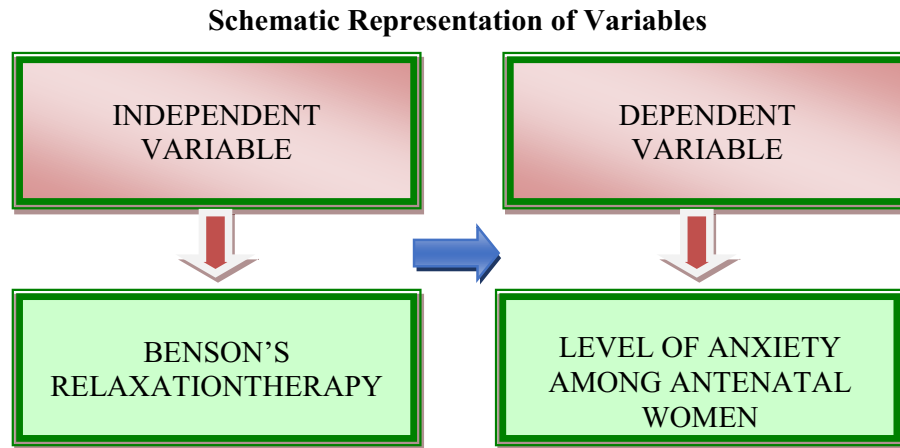 Schematic Representation of Variables
INDEPENDENT
VARIABLE
DEPENDENT
VARIABLE
BENSON’S
RELAXATIONTHERAPY
LEVEL OF ANXIETY
AMONG ANTENATAL
WOMEN